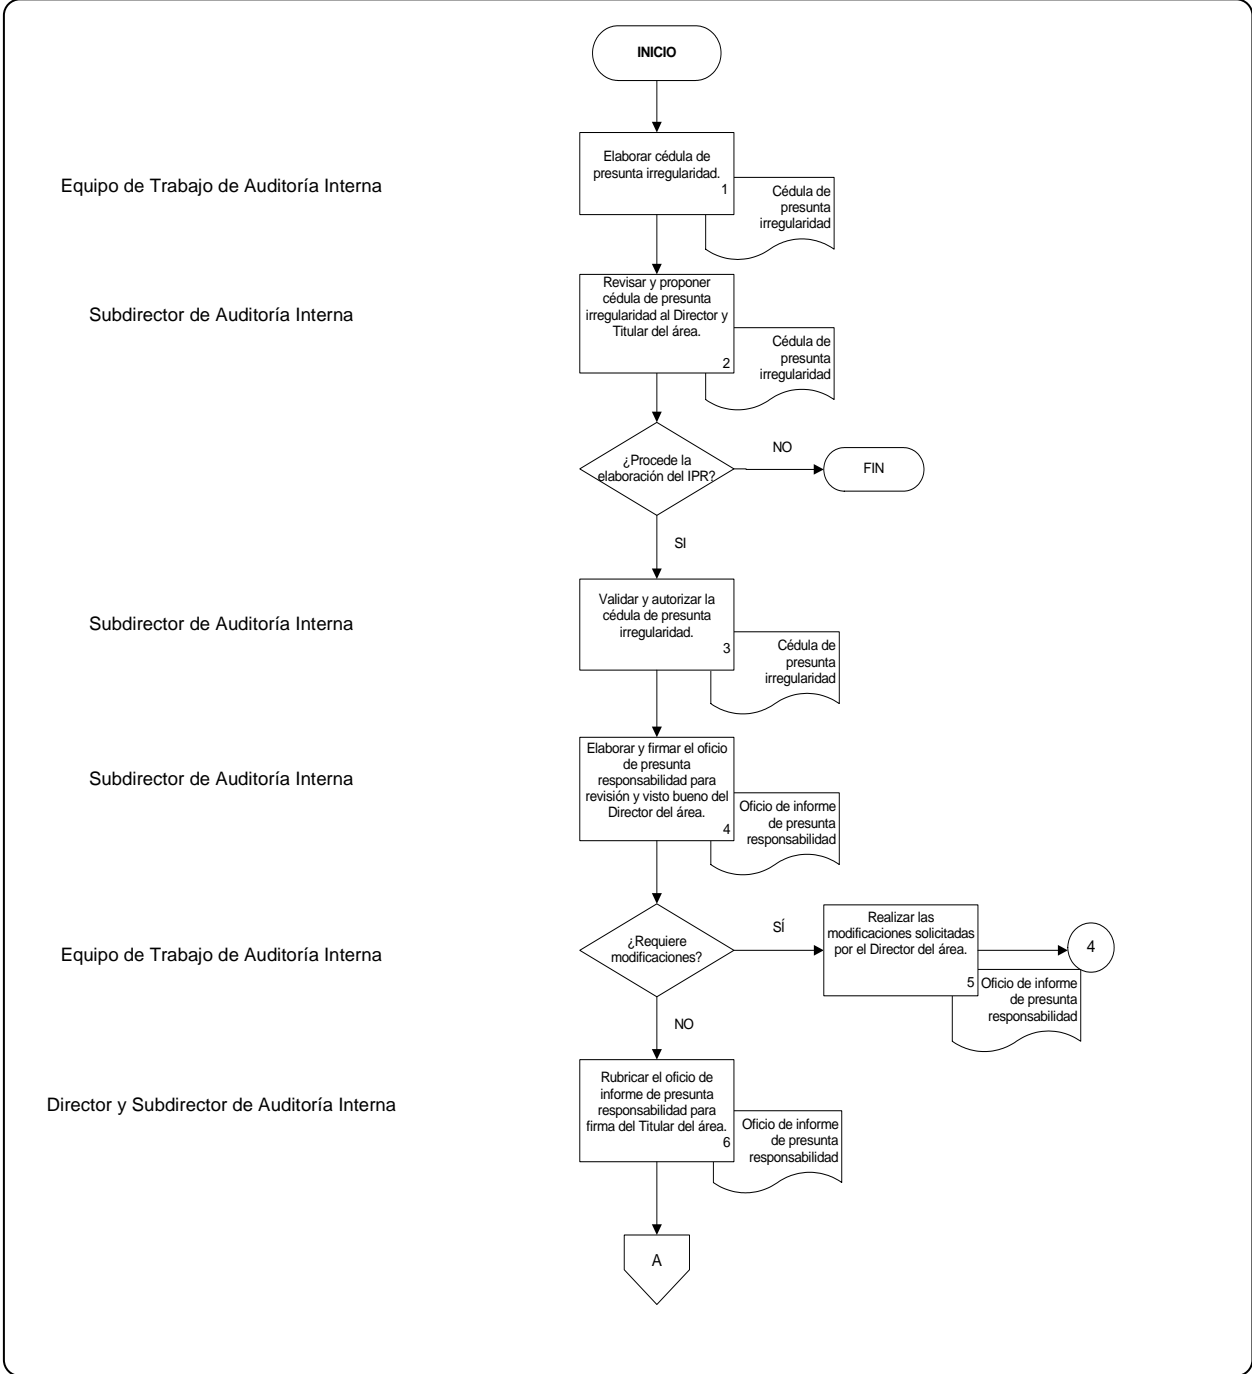 INICIO
Equipo de Trabajo de Auditoría Interna
Elaborar cédula de
presunta irregularidad.
1
Cédula de
presunta
irregularidad
Subdirector de Auditoría Interna
Revisar y proponer
cédula de presunta
irregularidad al Director y
Titular del área.
2
Cédula de
presunta
irregularidad
¿Procede la
elaboración del IPR?
NO
FIN
SI
Subdirector de Auditoría Interna
Validar y autorizar la
cédula de presunta
irregularidad.
3
Cédula de
presunta
irregularidad
Subdirector de Auditoría Interna
Elaborar y firmar el oficio
de presunta
responsabilidad para
revisión y visto bueno del
Director del área.
4
Oficio de informe
de presunta
responsabilidad
Equipo de Trabajo de Auditoría Interna
¿Requiere
modificaciones?
SÍ
Realizar las
modificaciones solicitadas
por el Director del área.
5
4
Oficio de informe
de presunta
responsabilidad
NO
Director y Subdirector de Auditoría Interna
Rubricar el oficio de
informe de presunta
responsabilidad para
firma del Titular del área.
6
Oficio de informe
de presunta
responsabilidad
A